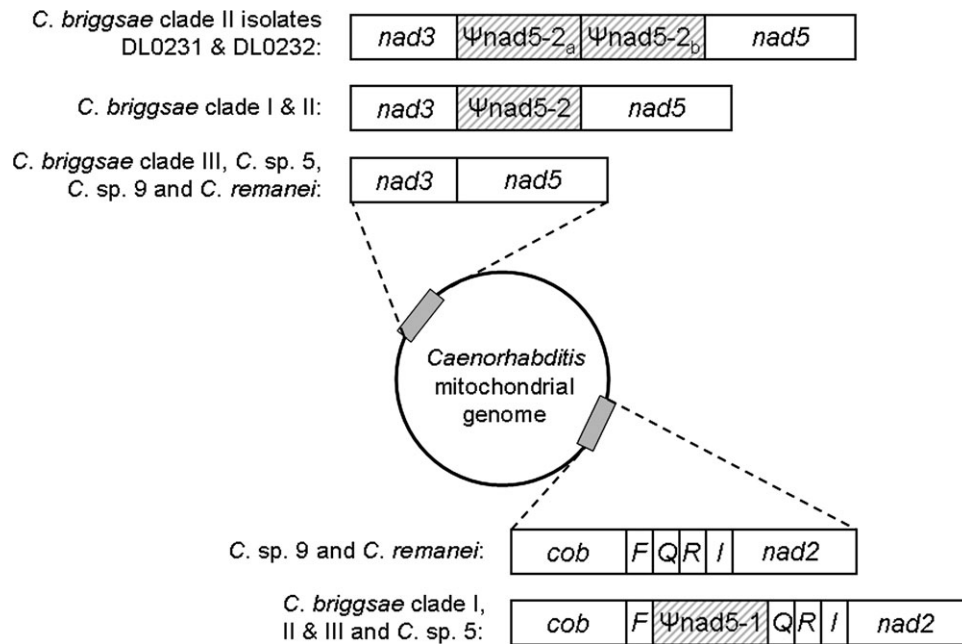 C. briggsae clade II isolates
DL0231 & DL0232:
nad3 Ψnad5-2a Ψnad5-2b nad5
C. briggsae clade I & II:
nad3 Ψnad5-2 nad5
C. briggsae clade III, C. sp. 5,
C. sp. 9 and C. remanei:
nad3 nad5
Caenorhabditis
mitochondrial
genome
C. sp. 9 and C. remanei:
cob F Q R I nad2
C. briggsae clade I,
II & III and C. sp. 5:
cob F Ψnad5-1 Q R I nad2